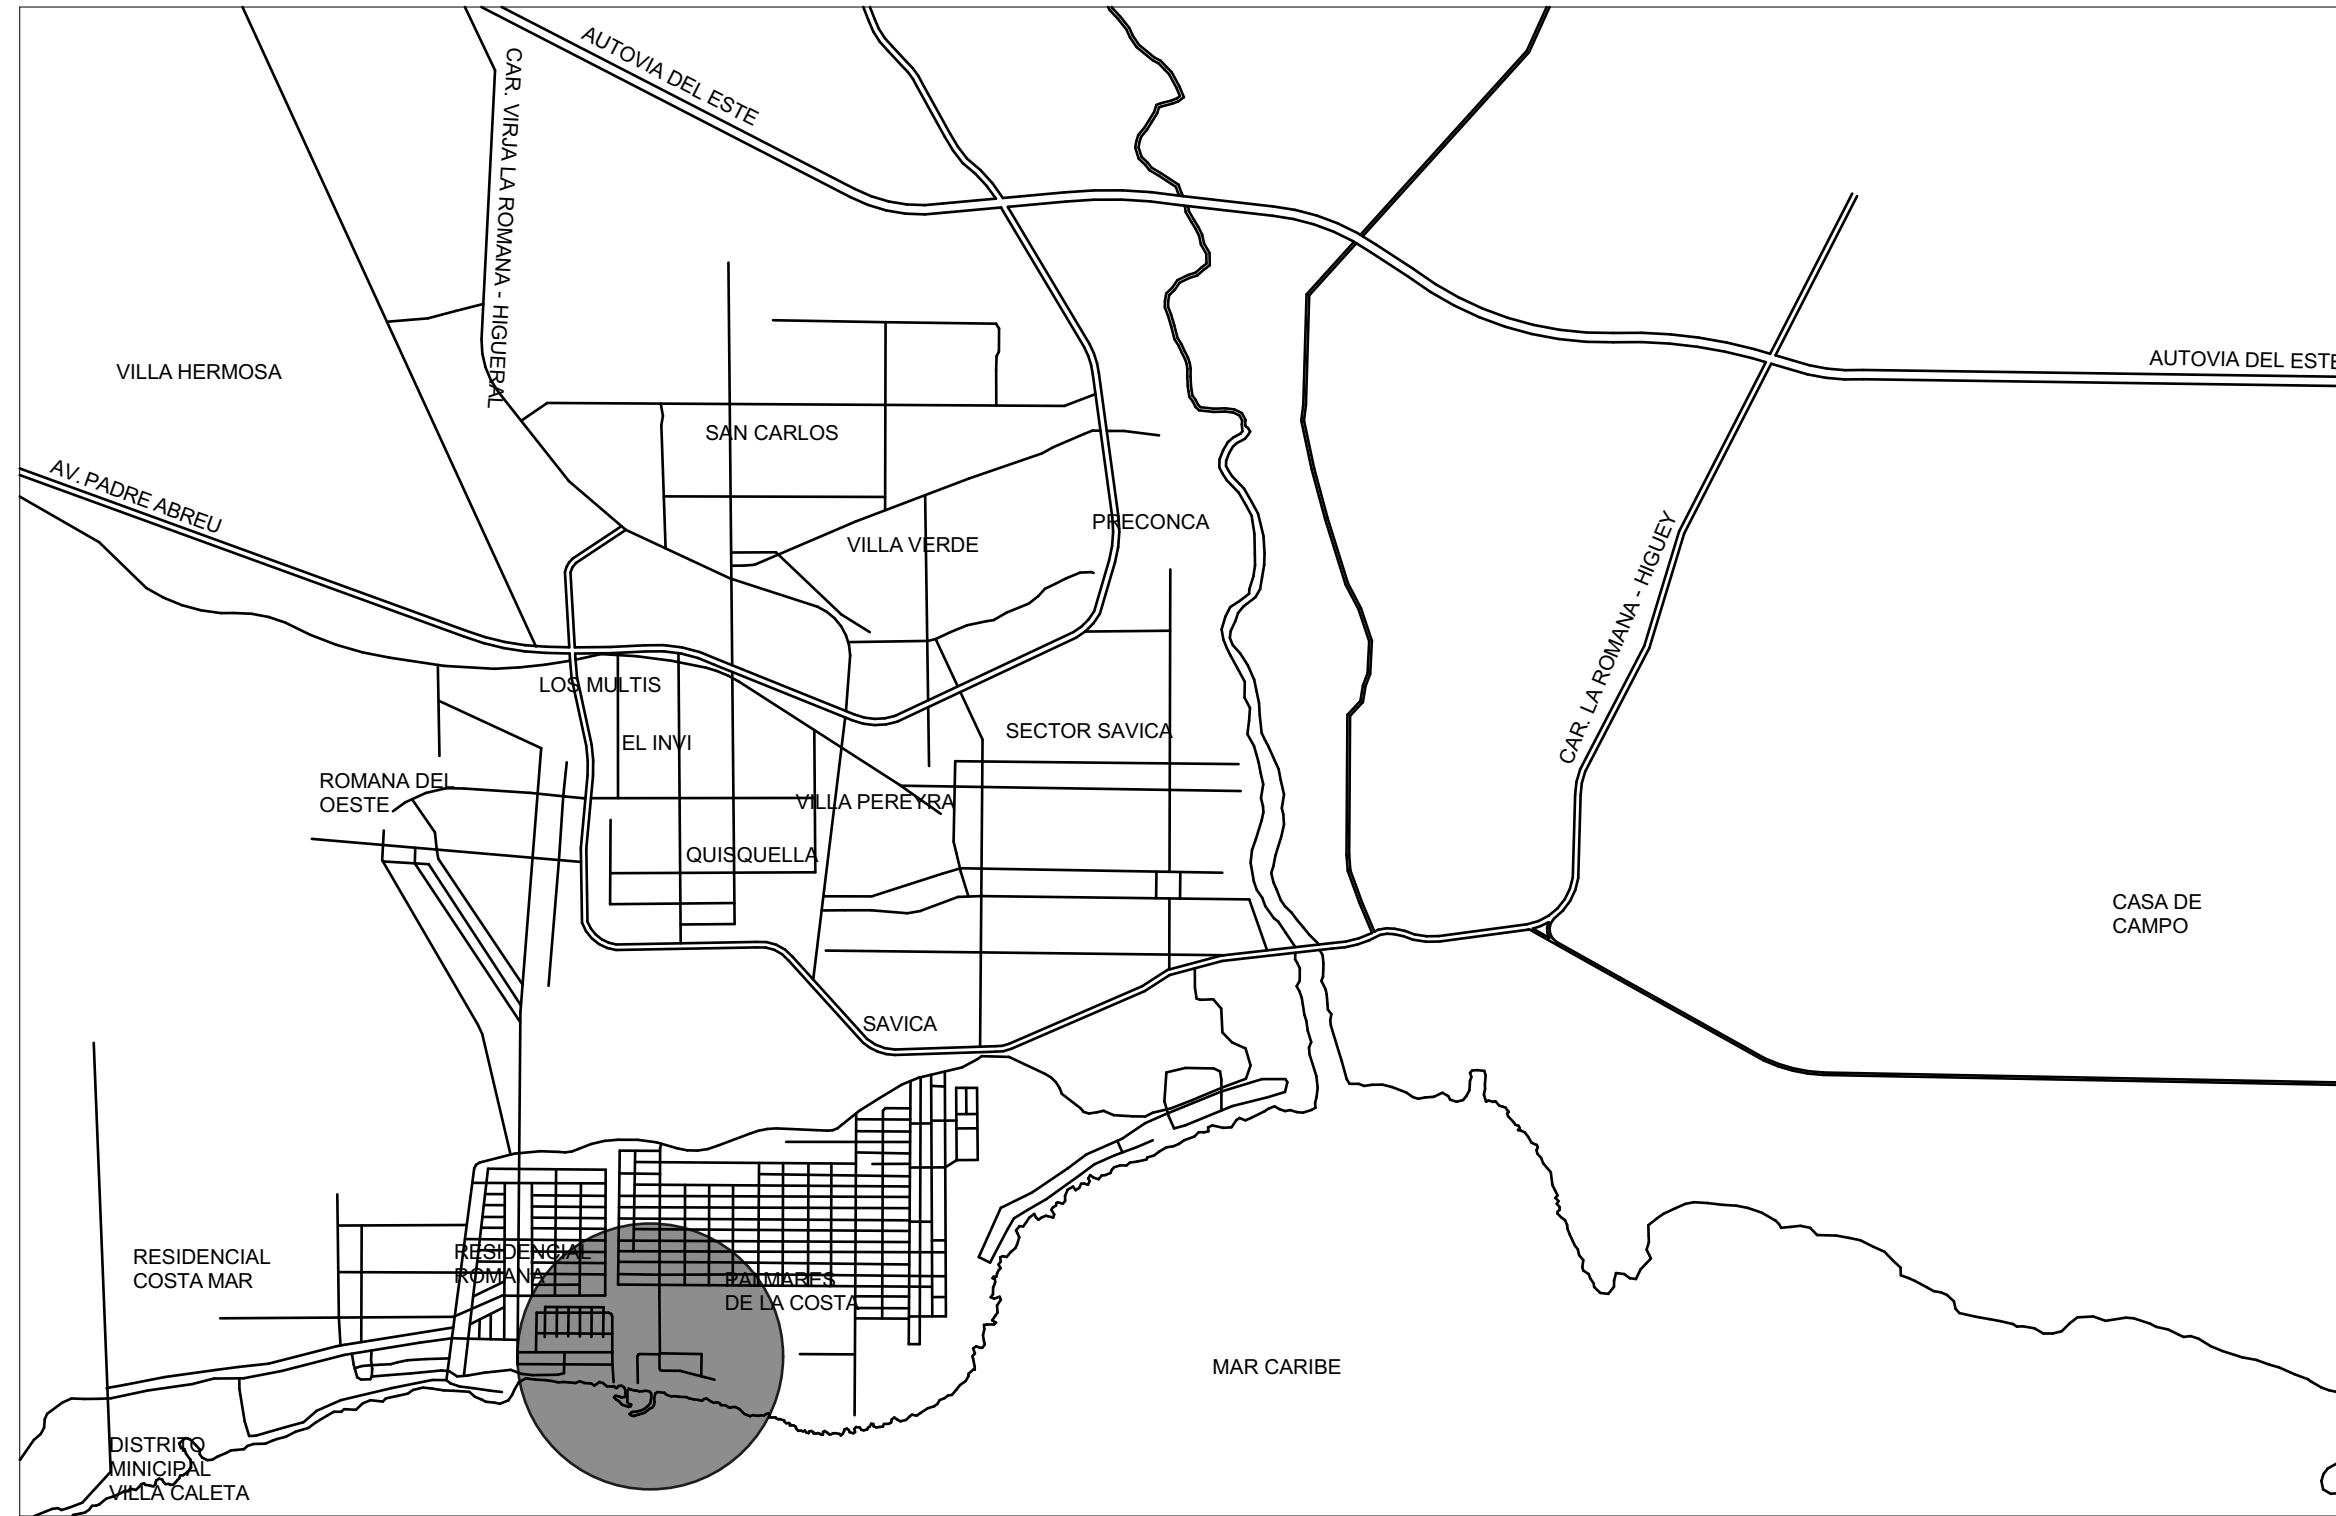 AUTOVIA DEL ESTE
CAR. VIRJA LA ROMANA - HIGUERAL
VILLA HERMOSA
AUTOVIA DEL ESTE
SAN CARLOS
AV. PADRE ABREU
PRECONCA
VILLA VERDE
CAR. LA ROMANA - HIGUEY
LOS MULTIS
SECTOR SAVICA
EL INVI
ROMANA DEL
OESTE
VILLA PEREYRA
QUISQUELLA
CASA DE
CAMPO
SAVICA
RESIDENCIAL
COSTA MAR
RESIDENCIAL
ROMANA
PALMARES
DE LA COSTA
MAR CARIBE
DISTRITO
MINICIPAL
VILLA CALETA